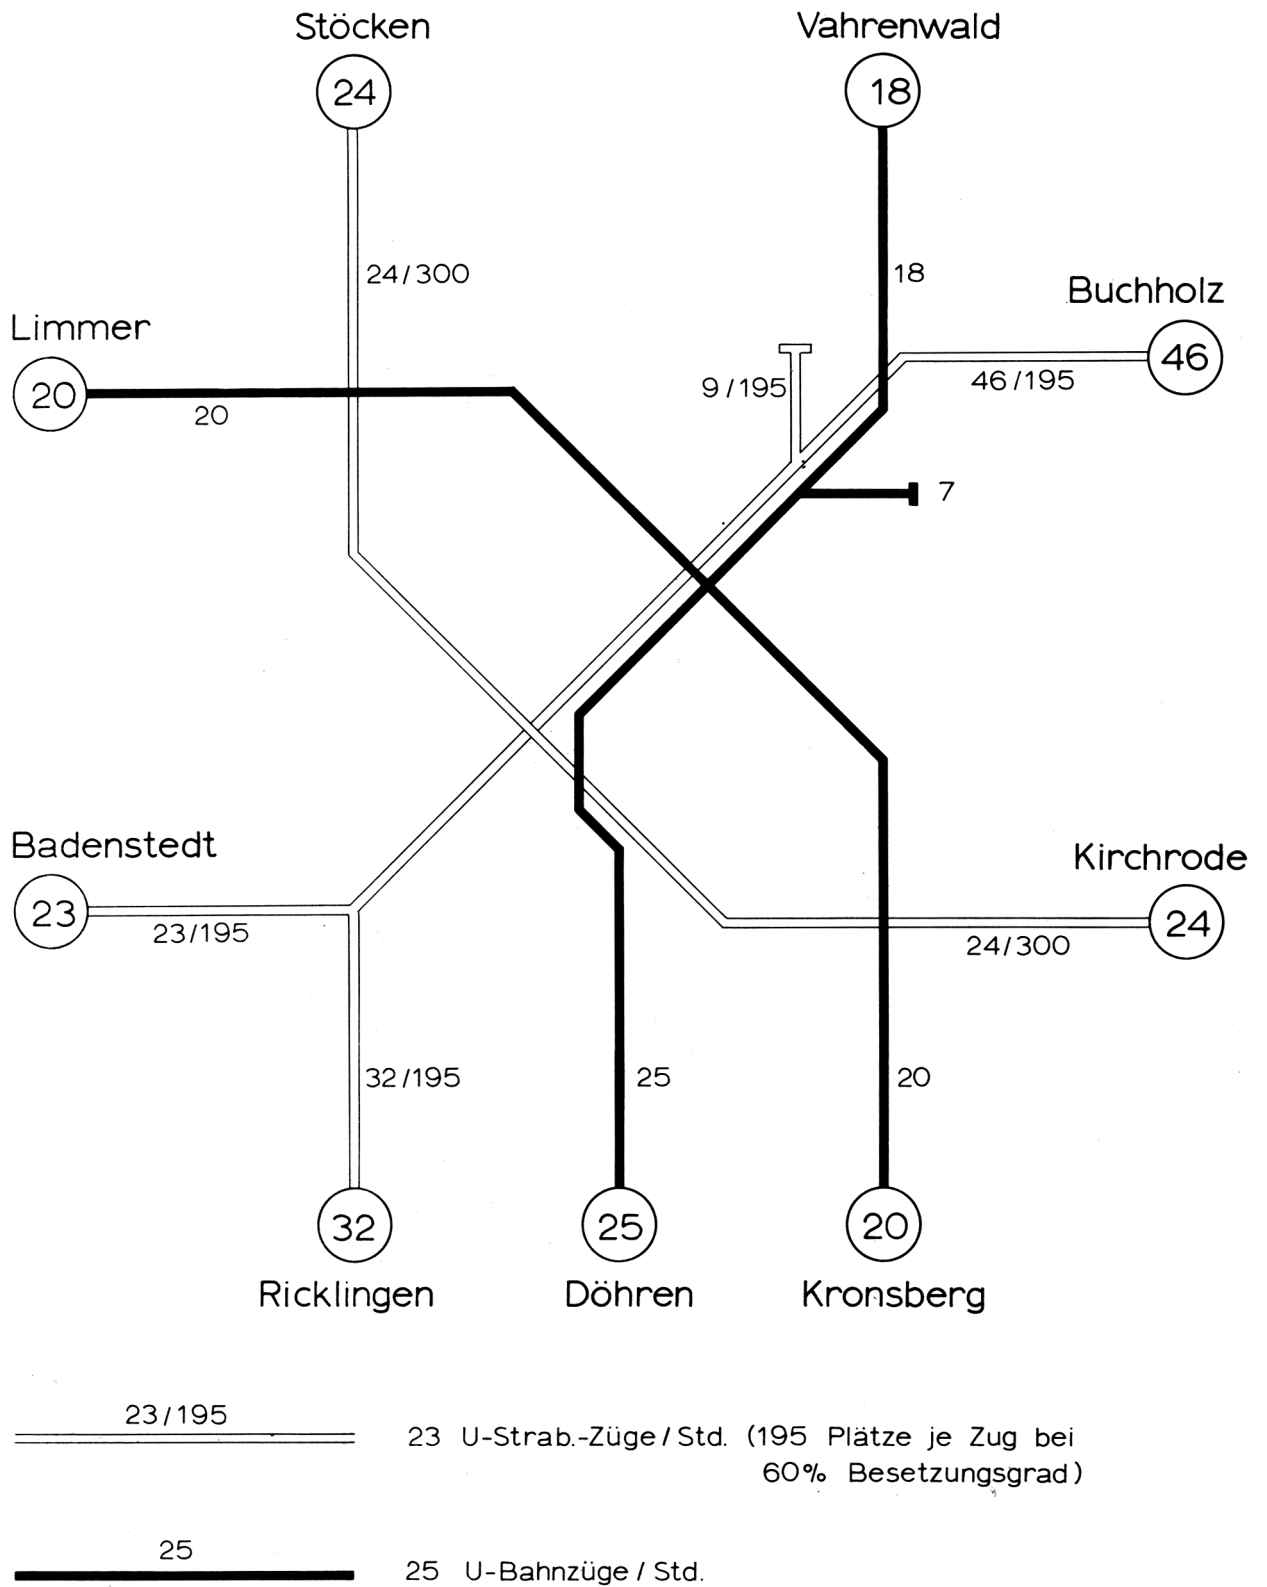 Stöcken
Vahrenwald
24
18
24/300
18
Buchholz
46
46/195
Limmer
20
20
9/195
7
Badenstedt
23
23/195
Kirchrode
24
24/300
32/195
25
20
32
25
20
Ricklingen
Döhren
Kronsberg
23/195
23 U-Strab.-Züge/Std. (195 Plätze je Zug bei
60% Besetzungsgrad)
25
25 U-Bahnzüge/Std.